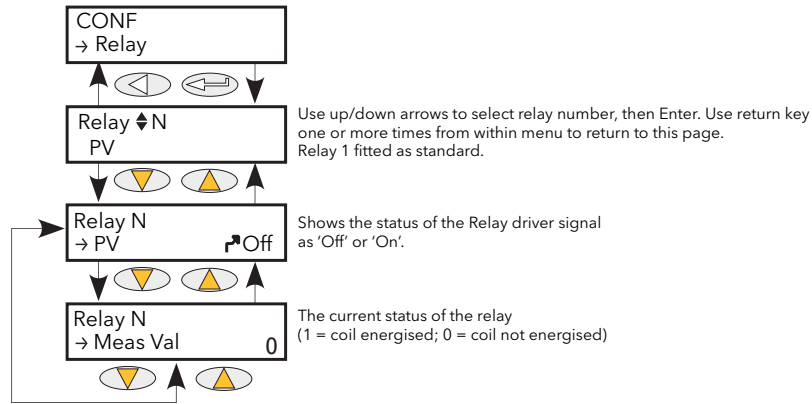 CONF
→ Relay
Relay ♦N
PV
Use up/down arrows to select relay number, then Enter. Use return key
one or more times from within menu to return to this page.
Relay 1 fitted as standard.
Relay N
→ PV Off
Shows the status of the Relay driver signal
as ‘Off’ or ‘On’.
Relay N
→ Meas Val 0
The current status of the relay
(1 = coil energised; 0 = coil not energised)